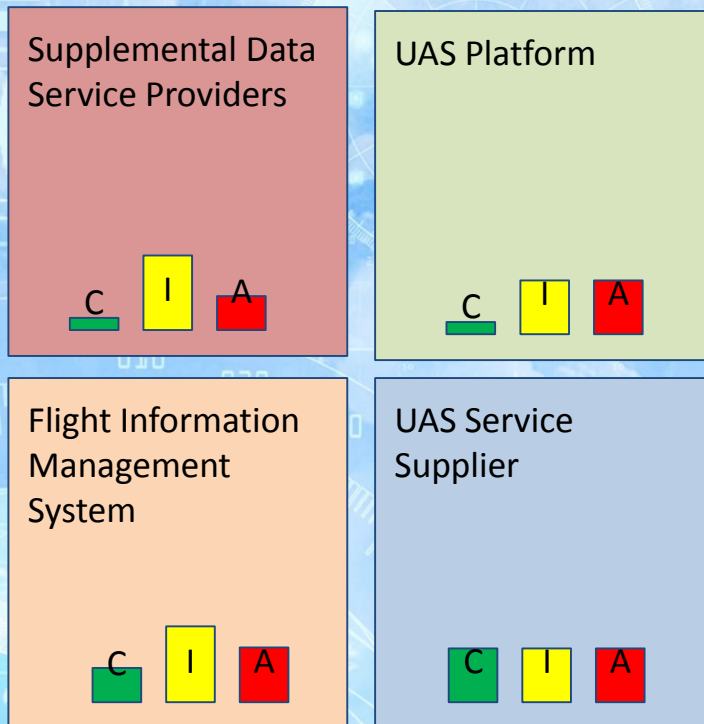 Supplemental Data
Service Providers
C I A
UAS Platform
C I A
Flight Information
Management
System
C I A
UAS Service
Supplier
C I A